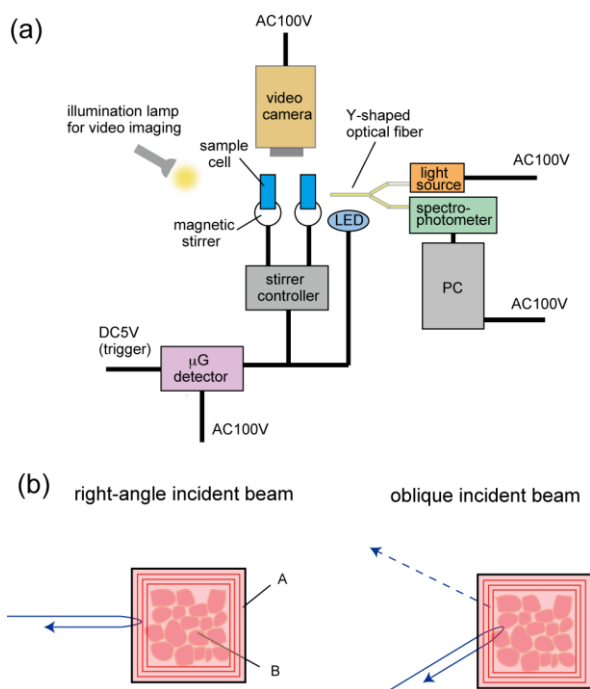 (a)
AC100V
illumination lamp
for video imaging
video
camera
Y-shaped
optical fiber
sample
cell
light
source
AC100V
magnetic
stirrer
LED
spectro-
photometer
stirrer
controller
PC
DC5V
(trigger)
μG
detector
AC100V
AC100V
(b)
right-angle incident beam
oblique incident beam
A
B